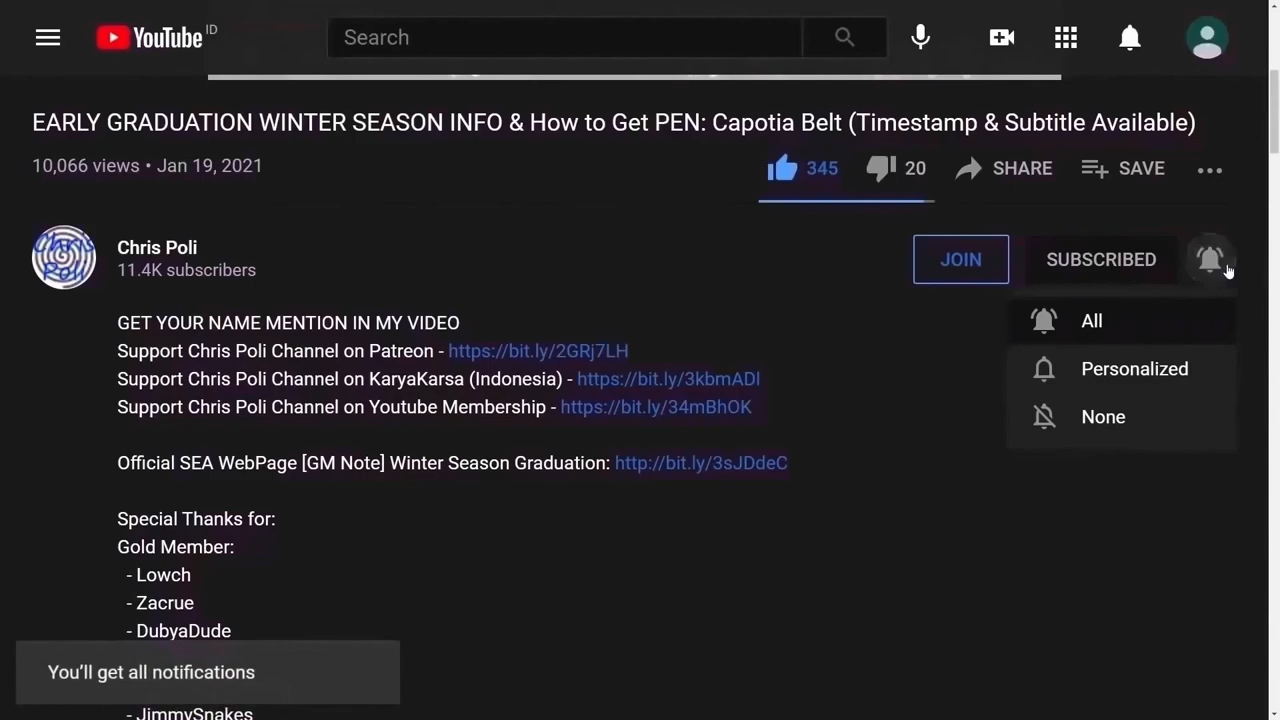 YouTube ID
Search
EARLY GRADUATION WINTER SEASON INFO & How to Get PEN: Capotia Belt (Timestamp & Subtitle Available)
10,066 views • Jan 19, 2021
345
20
SHARE
SAVE
Chris Poli
Chris Poli
11.4K subscribers
JOIN
SUBSCRIBED
All
Personalized
None
GET YOUR NAME MENTION IN MY VIDEO
Support Chris Poli Channel on Patreon - https://bit.ly/2GRj7LH
Support Chris Poli Channel on KaryaKarsa (Indonesia) - https://bit.ly/3kbmADI
Support Chris Poli Channel on Youtube Membership - https://bit.ly/34mBhOK
Official SEA WebPage [GM Note] Winter Season Graduation: http://bit.ly/3sJDdeC
Special Thanks for:
Gold Member:
- Lowch
- Zacrue
- DubyaDude
You'll get all notifications
- JimmySnakes